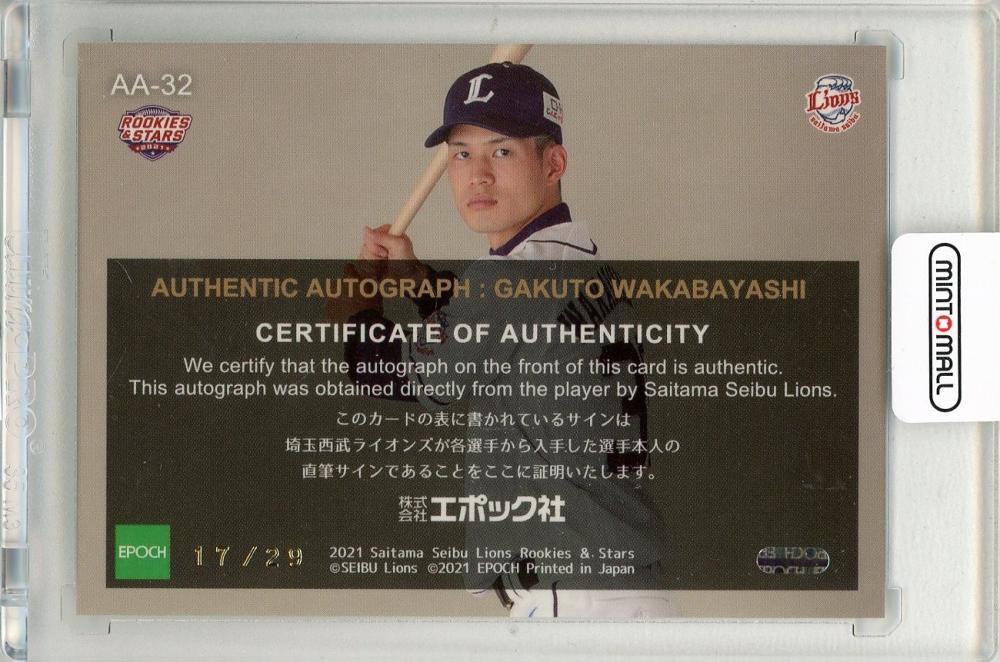 AA-32
ROOKIES
& STARS
2021
Lions
saitama seibu
L
AUTHENTIC AUTOGRAPH : GAKUTO WAKABAYASHI
CERTIFICATE OF AUTHENTICITY
We certify that the autograph on the front of this card is authentic.
This autograph was obtained directly from the player by Saitama Seibu Lions.
このカードの表に書かれているサインは
埼玉西武ライオンズが各選手から入手した選手本人の
直筆サインであることをここに証明いたします。
株式会社エポック社
EPOCH
17/29
2021 Saitama Seibu Lions Rookies & Stars
©SEIBU Lions ©2021 EPOCH Printed in Japan
MINT MALL